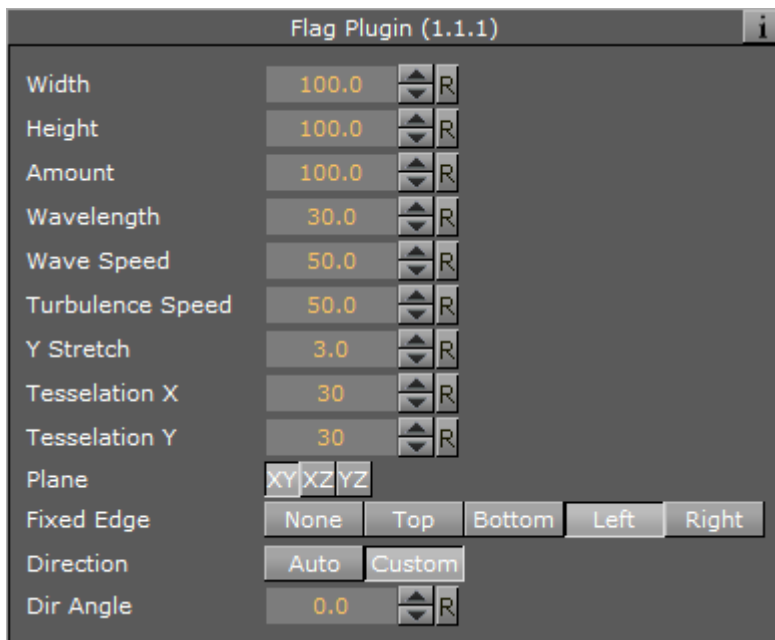 Flag Plugin (1.1.1) i
Width 100.0 R
Height 100.0 R
Amount 100.0 R
Wavelength 30.0 R
Wave Speed 50.0 R
Turbulence Speed 50.0 R
Y Stretch 3.0 R
Tesselation X 30 R
Tesselation Y 30 R
Plane XY XZ YZ
Fixed Edge None Top Bottom Left Right
Direction Auto Custom
Dir Angle 0.0 R